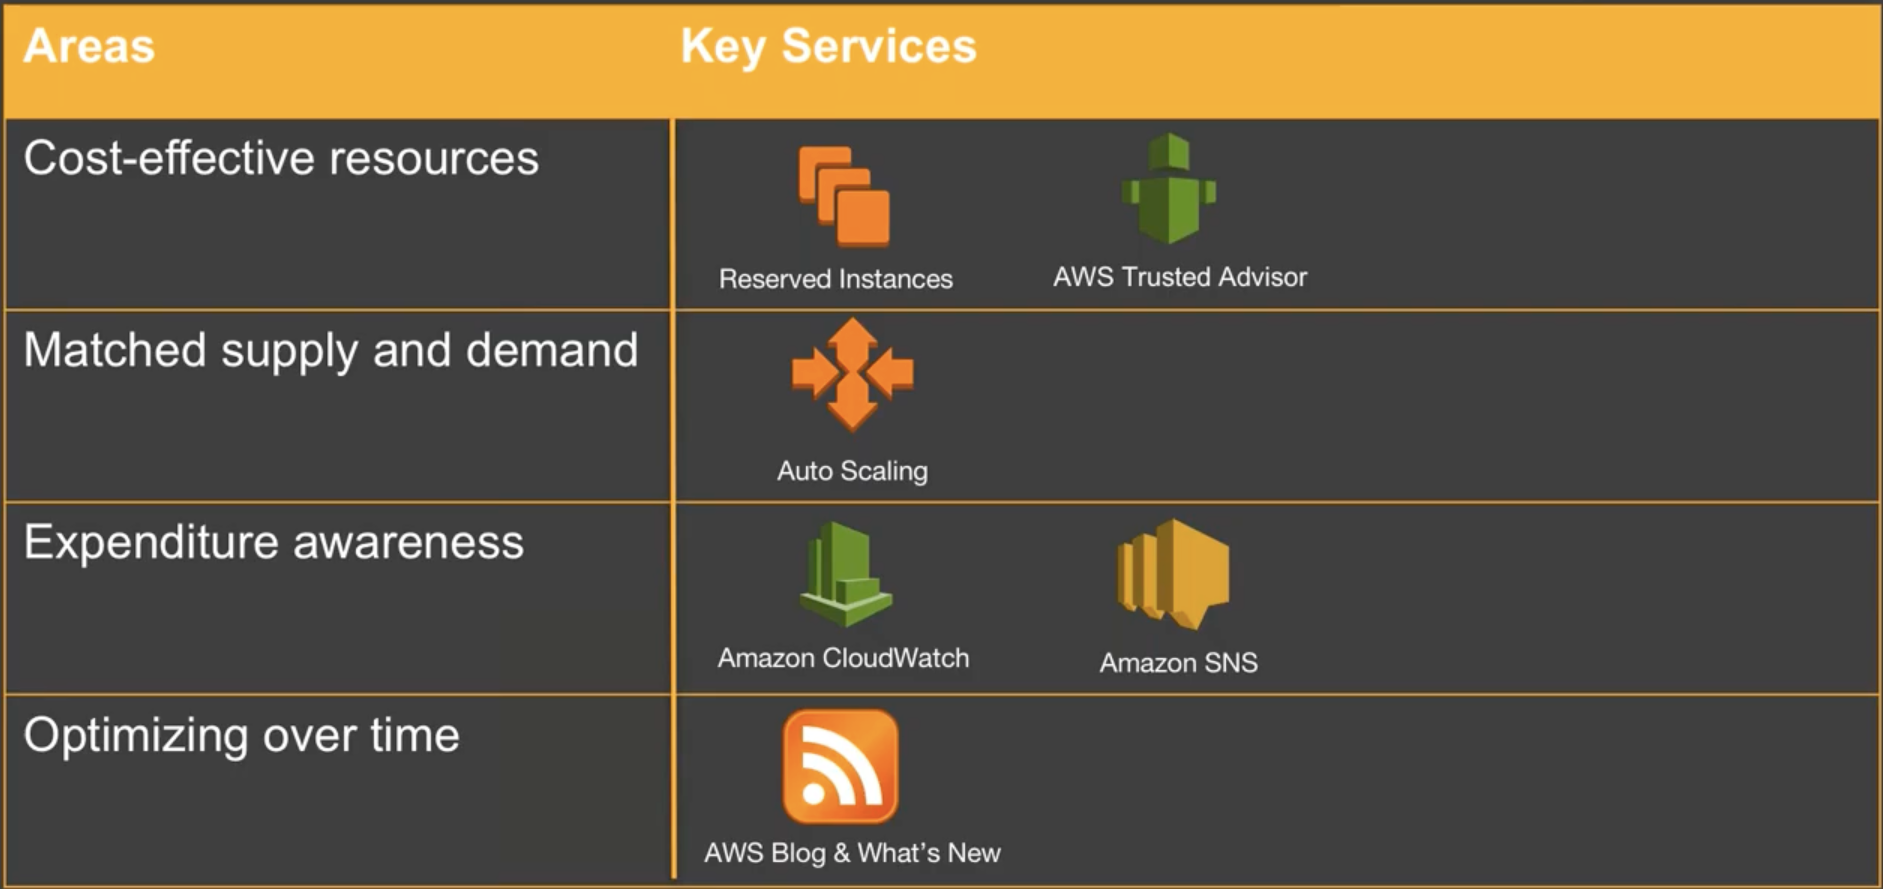 Areas
Key Services
Cost-effective resources
Reserved Instances
AWS Trusted Advisor
Matched supply and demand
Auto Scaling
Expenditure awareness
Amazon CloudWatch
Amazon SNS
Optimizing over time
AWS Blog & What's New